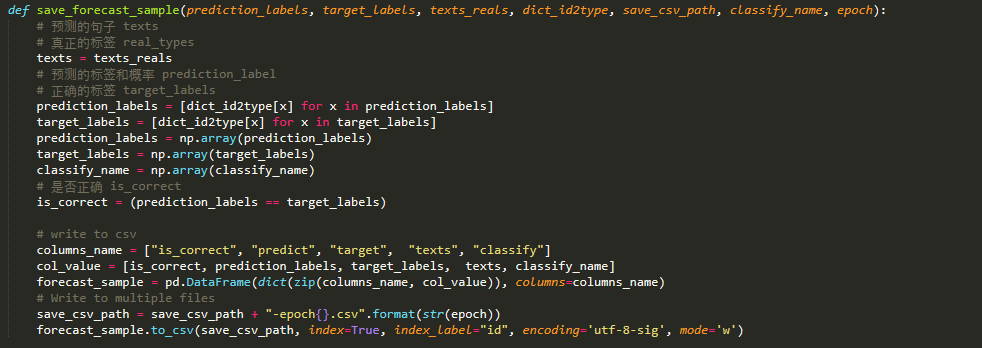 def save_forecast_sample(prediction_labels, target_labels, texts_reals, dict_id2type, save_csv_path, classify_name, epoch):
    # 预测的句子 texts
    # 真正的标签 real_types
    texts = texts_reals
    # 预测的标签和概率 prediction_label
    # 正确的标签 target_labels
    prediction_labels = [dict_id2type[x] for x in prediction_labels]
    target_labels = [dict_id2type[x] for x in target_labels]
    prediction_labels = np.array(prediction_labels)
    target_labels = np.array(target_labels)
    classify_name = np.array(classify_name)
    # 是否正确 is_correct
    is_correct = (prediction_labels == target_labels)

    # write to csv
    columns_name = ["is_correct", "predict", "target",  "texts", "classify"]
    col_value = [is_correct, prediction_labels, target_labels,  texts, classify_name]
    forecast_sample = pd.DataFrame(dict(zip(columns_name, col_value)), columns=columns_name)
    # Write to multiple files
    save_csv_path = save_csv_path + "-epoch{}.csv".format(str(epoch))
    forecast_sample.to_csv(save_csv_path, index=True, index_label="id", encoding='utf-8-sig', mode='w')